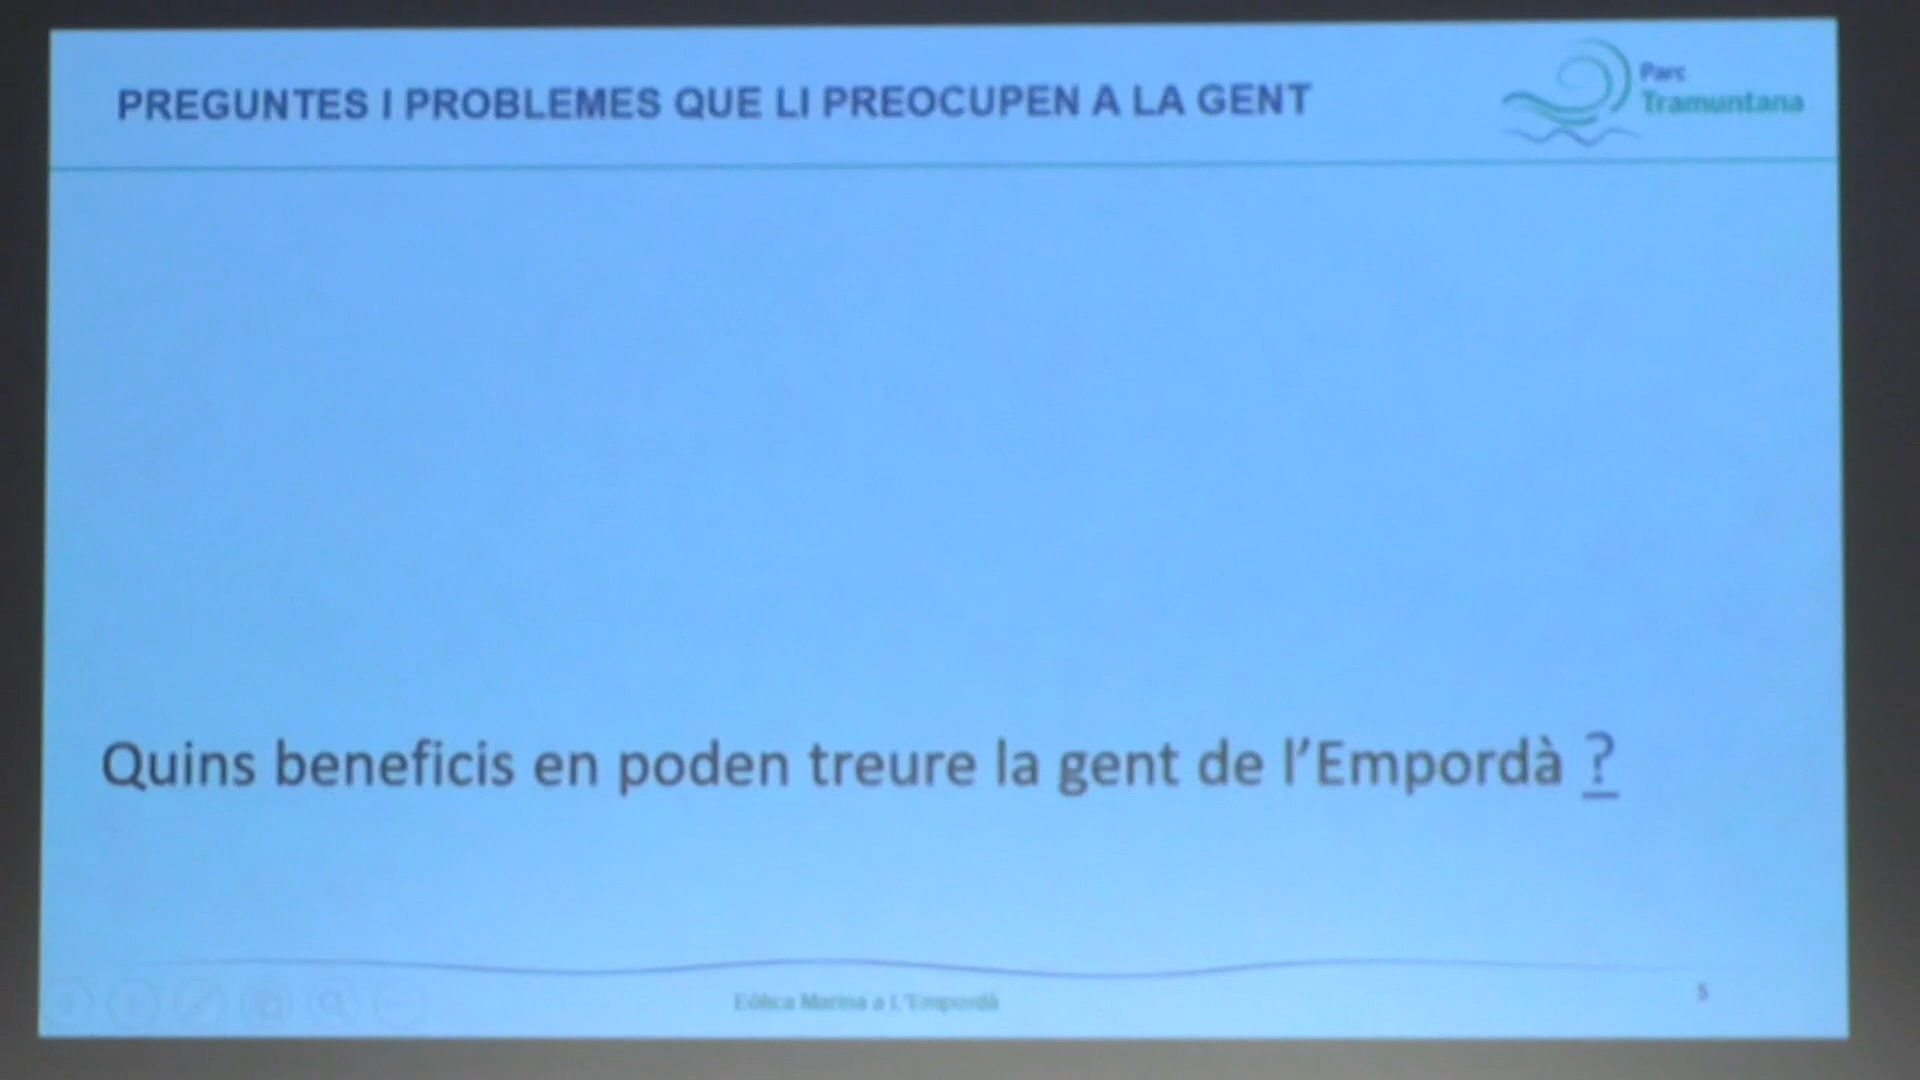 PREGUNTES I PROBLEMES QUE LI PREOCUPEN A LA GENT
Parc
Tramuntana
Quins beneficis en poden treure la gent de l'Empordà ?
Eòlica Marina a L'Empordà
5